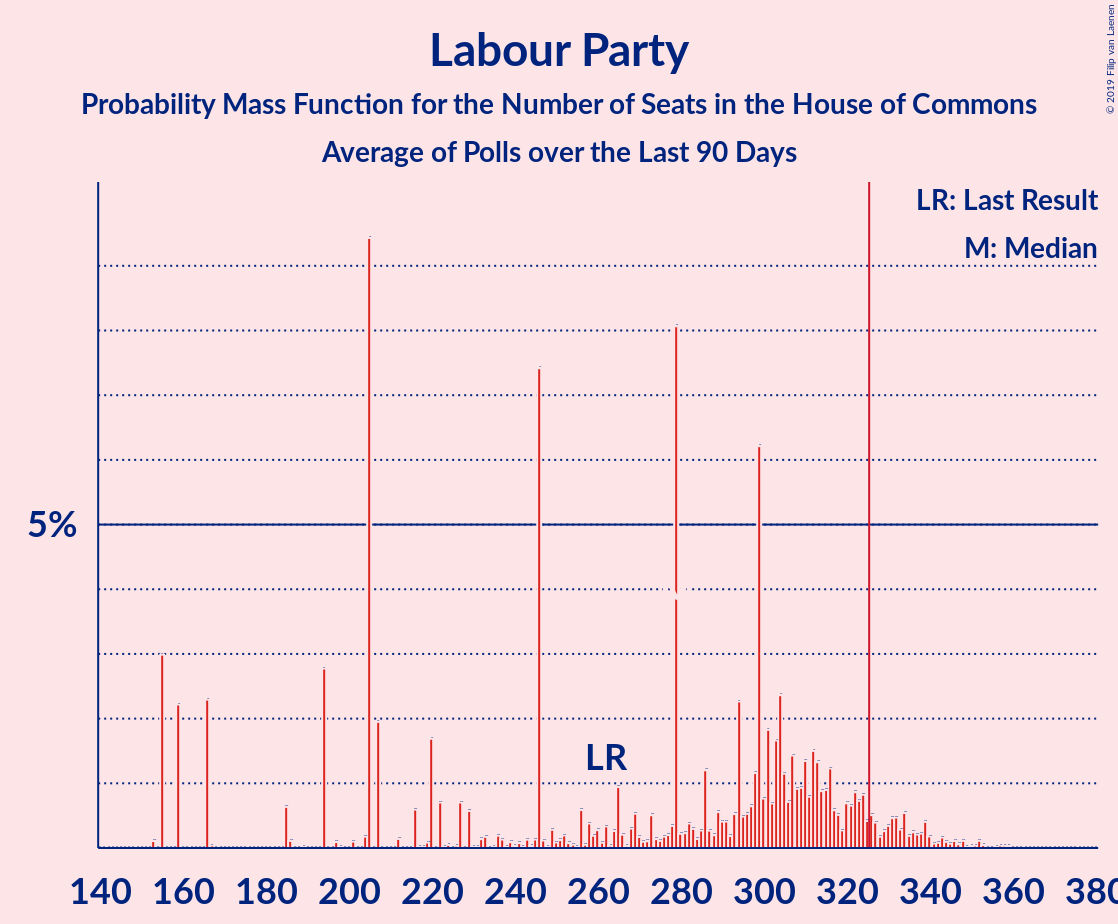 Labour Party
Probability Mass Function for the Number of Seats in the House of Commons
Average of Polls over the Last 90 Days
© 2019 Filip van Laenen
LR: Last Result
M: Median
5%
LR
140 160 180 200 220 240 260 280 300 320 340 360 380